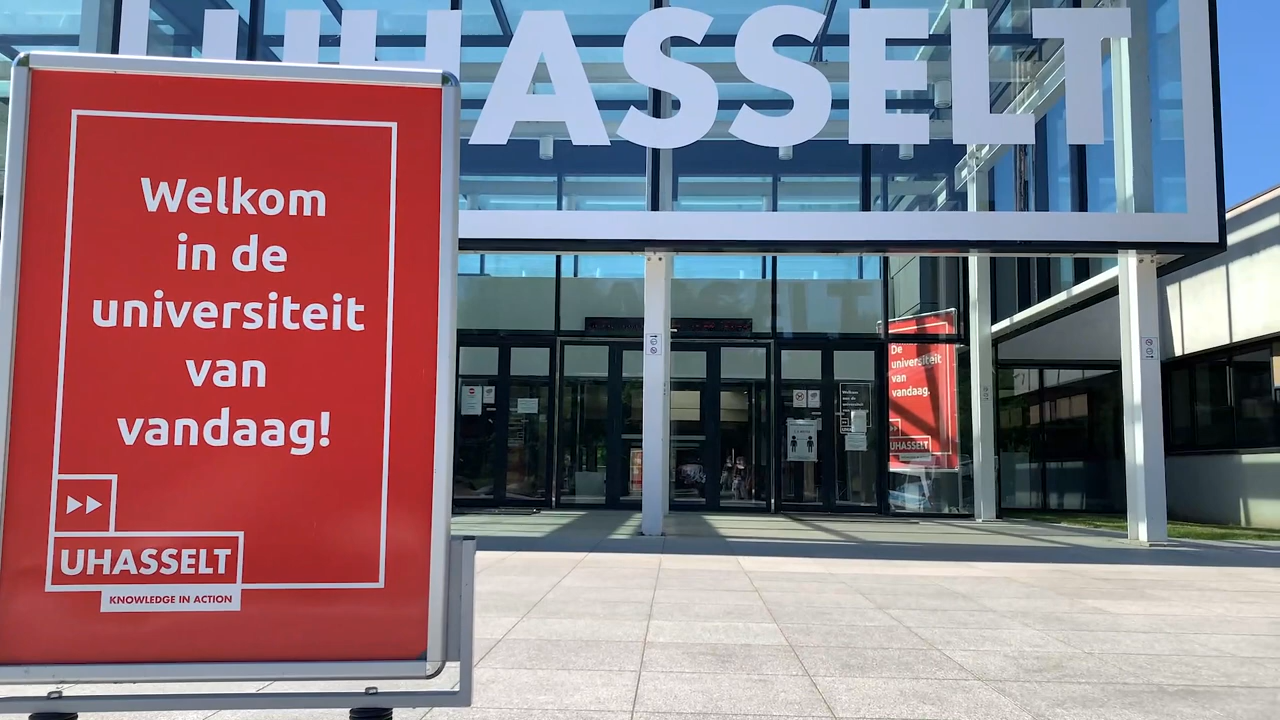 UHASSELT
Welkom
in de
universiteit
van
vandaag!
UHASSELT
KNOWLEDGE IN ACTION
De
universiteit
van
vandaag.
UHASSELT